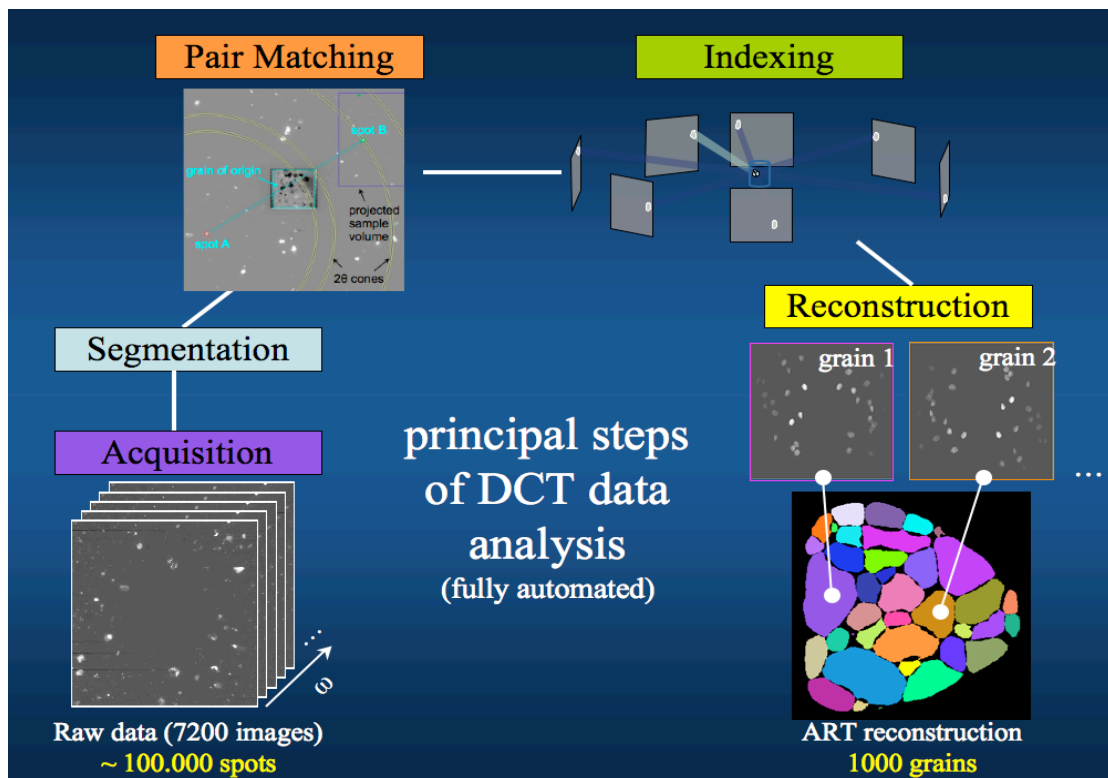 Pair Matching
Indexing
spot B
grain of origin
projected
sample
volume
spot A
2θ cones
Reconstruction
Segmentation
grain 1
grain 2
Acquisition
principal steps
of DCT data
analysis
(fully automated)
...
...
ω
Raw data (7200 images)
~ 100.000 spots
ART reconstruction
1000 grains